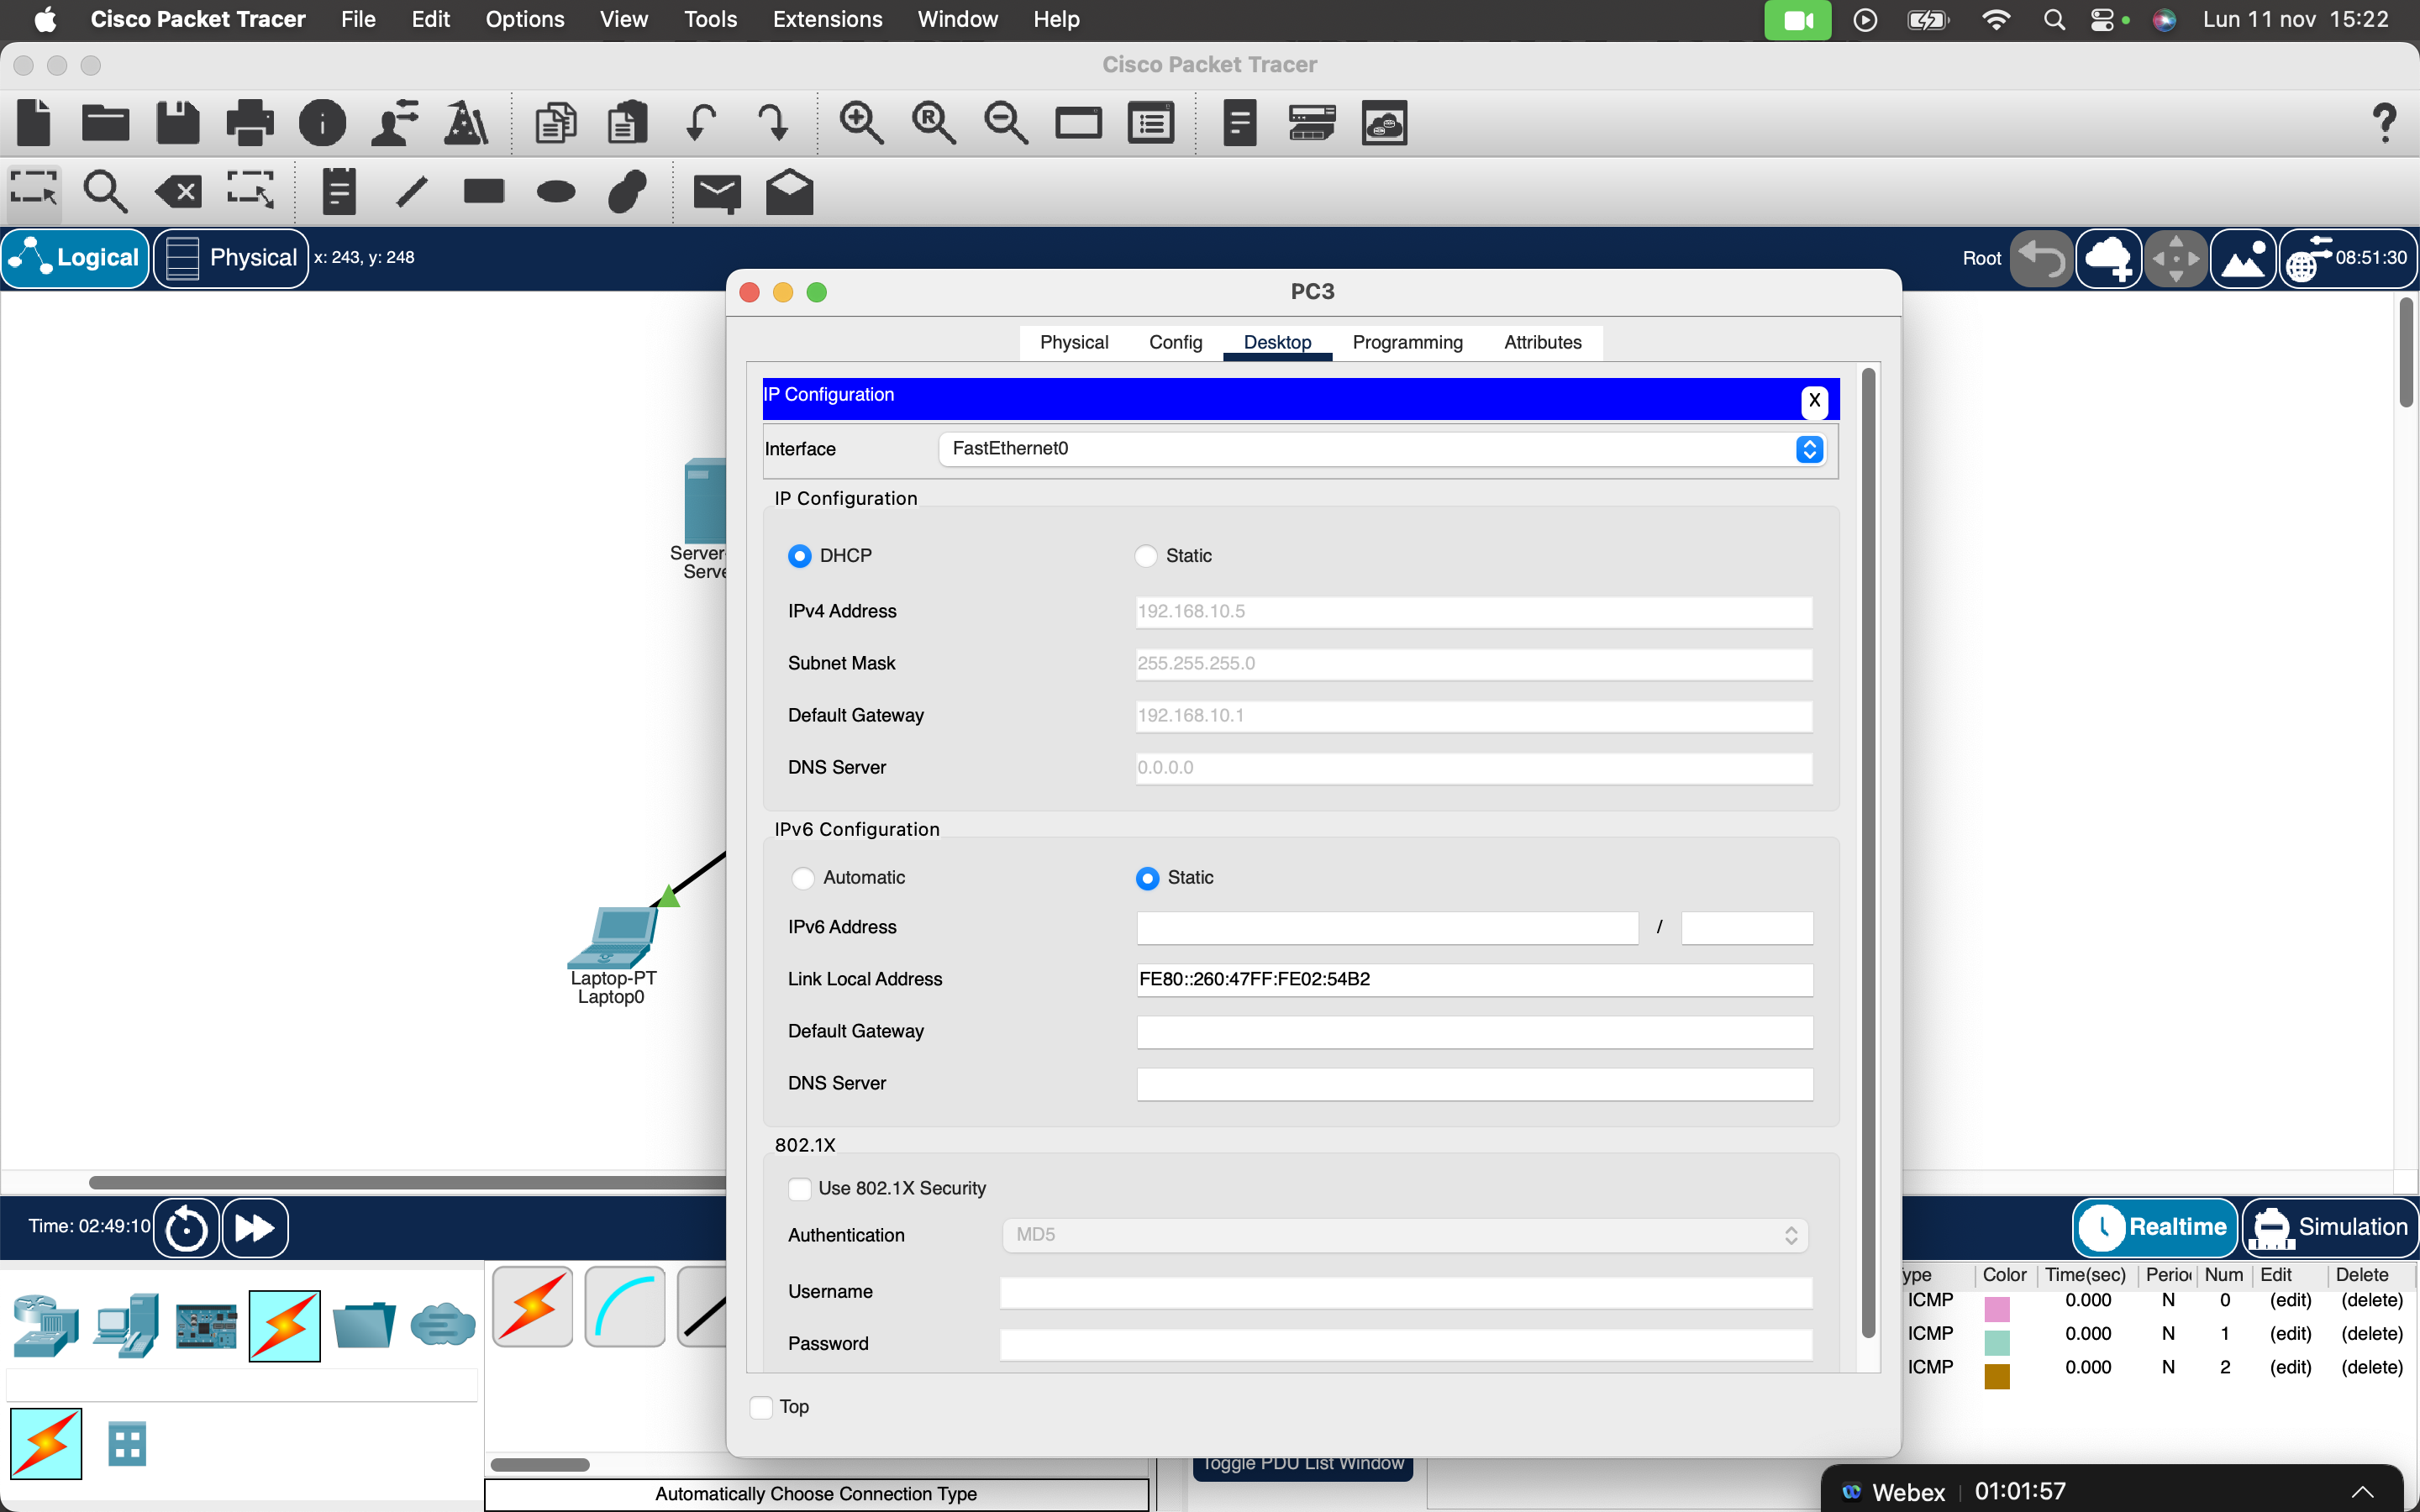 Cisco Packet Tracer File Edit Options View Tools Extensions Window Help Lun 11 nov 15:22
Cisco Packet Tracer
Logical Physical x: 243, y: 248 Root 08:51:30
PC3
Physical Config Desktop Programming Attributes
IP Configuration X
Interface FastEthernet0
IP Configuration
DHCP Static
IPv4 Address 192.168.10.5
Subnet Mask 255.255.255.0
Default Gateway 192.168.10.1
DNS Server 0.0.0.0
IPv6 Configuration
Automatic Static
IPv6 Address /
Link Local Address FE80::260:47FF:FE02:54B2
Default Gateway
DNS Server
802.1X
Use 802.1X Security
Authentication MD5
Username
Password
Top
Server
Serve
Laptop-PT
Laptop0
Time: 02:49:10 Realtime Simulation
ype Color Time(sec) Perio Num Edit Delete
ICMP 0.000 N 0 (edit) (delete)
ICMP 0.000 N 1 (edit) (delete)
ICMP 0.000 N 2 (edit) (delete)
Toggle PDU List Window
Automatically Choose Connection Type
Webex 01:01:57